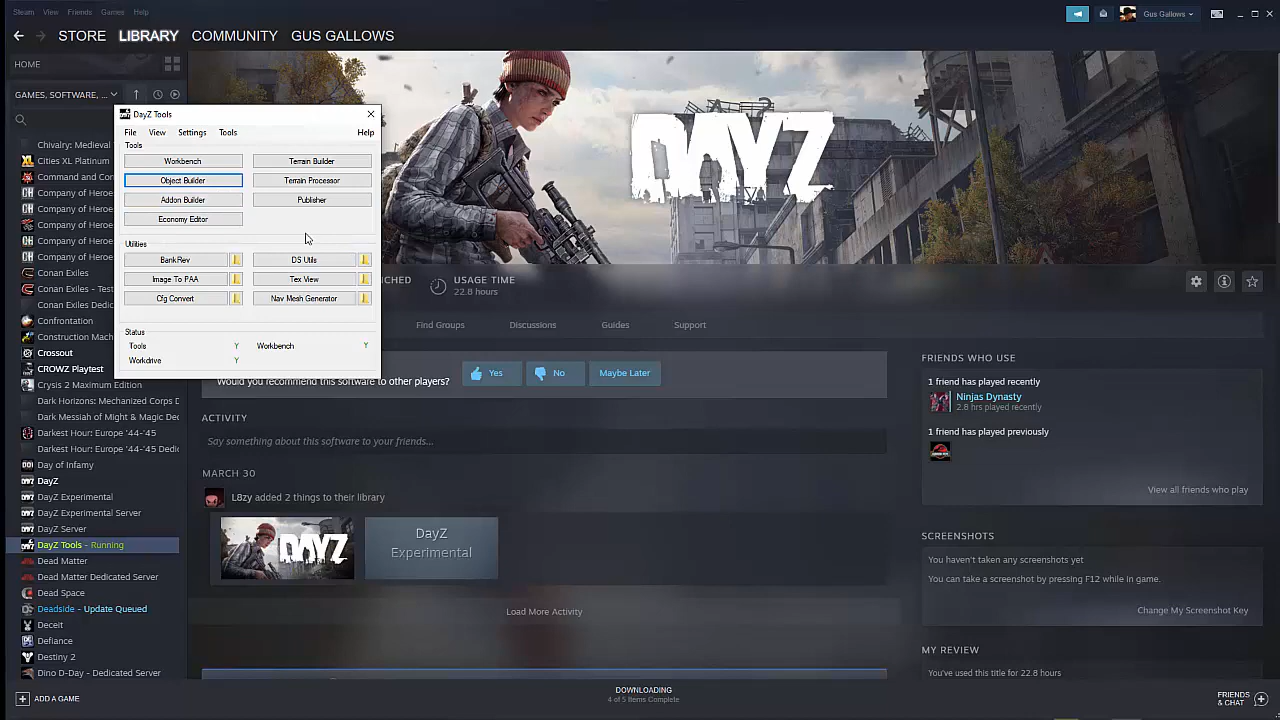 Steam View Friends Games Help
Gus Gallows
STORE LIBRARY COMMUNITY GUS GALLOWS
HOME
GAMES, SOFTWARE, ...
Chivalry: Medieval
Cities XL Platinum
Command and Con
Company of Heroe
Company of Heroe
Company of Heroe
Company of Heroe
Conan Exiles
Conan Exiles - Test
Conan Exiles Dedic
Confrontation
Construction Mach
Crossout
CROWZ Playtest
Crysis 2 Maximum Edition
Dark Horizons: Mechanized Corps D
Dark Messiah of Might & Magic Ded
Darkest Hour: Europe '44-'45
Darkest Hour: Europe '44-'45 Dedic
Day of Infamy
DayZ
DayZ Experimental
DayZ Experimental Server
DayZ Server
DayZ Tools - Running
Dead Matter
Dead Matter Dedicated Server
Dead Space
Deadside - Update Queued
Deceit
Defiance
Destiny 2
Dino D-Day - Dedicated Server
ADD A GAME
DayZ Tools
File View Settings Tools Help
Tools
Workbench Terrain Builder
Object Builder Terrain Processor
Addon Builder Publisher
Economy Editor
Utilities
BankRev DS Utils
Image To PAA Tex View
Cfg Convert Nav Mesh Generator
Status
Tools Y Workbench Y
Workdrive Y
DAYZ
CHED
USAGE TIME
22.8 hours
Find Groups Discussions Guides Support
Would you recommend this software to other players? Yes No Maybe Later
ACTIVITY
Say something about this software to your friends...
MARCH 30
L8zy added 2 things to their library
DAYZ
DayZ
Experimental
Load More Activity
FRIENDS WHO USE
1 friend has played recently
Ninjas Dynasty
2.8 hrs played recently
1 friend has played previously
View all friends who play
SCREENSHOTS
You haven't taken any screenshots yet
You can take a screenshot by pressing F12 while in game.
Change My Screenshot Key
MY REVIEW
You've used this title for 22.8 hours
DOWNLOADING
4 of 5 Items Complete
FRIENDS
& CHAT